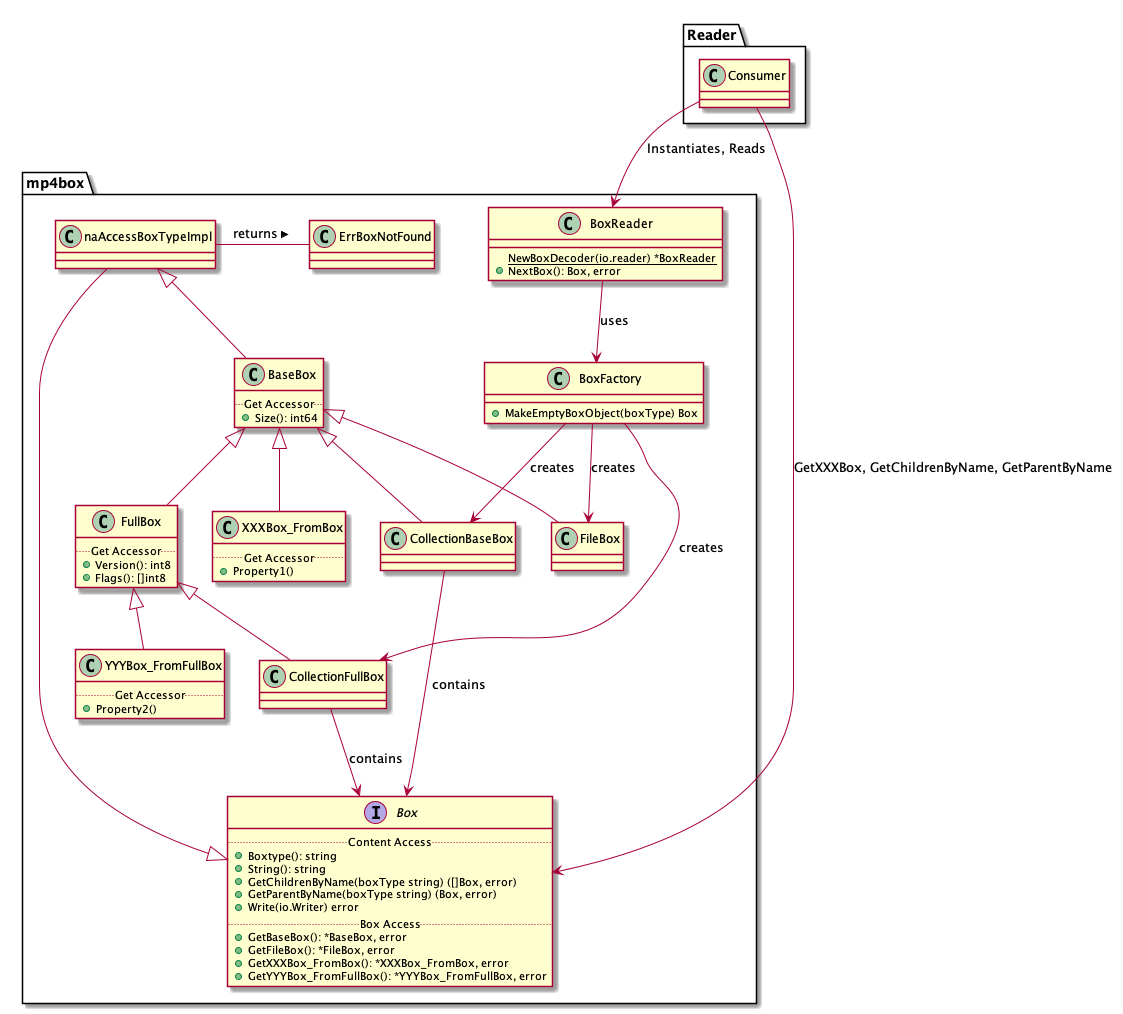 Reader
C Consumer
Instantiates, Reads
mp4box
C naAccessBoxTypeImpl
returns ▶
C ErrBoxNotFound
C BoxReader
NewBoxDecoder(io.reader) *BoxReader
NextBox(): Box, error
uses
C BaseBox
Get Accessor
Size(): int64
C BoxFactory
MakeEmptyBoxObject(boxType) Box
creates
creates
GetXXXBox, GetChildrenByName, GetParentByName
C FullBox
Get Accessor
Version(): int8
Flags(): []int8
C XXXBox_FromBox
Get Accessor
Property1()
C CollectionBaseBox
C FileBox
creates
C YYYBox_FromFullBox
Get Accessor
Property2()
C CollectionFullBox
contains
contains
I Box
Content Access
Boxtype(): string
String(): string
GetChildrenByName(boxType string) ([]Box, error)
GetParentByName(boxType string) (Box, error)
Write(io.Writer) error
Box Access
GetBaseBox(): *BaseBox, error
GetFileBox(): *FileBox, error
GetXXXBox_FromBox(): *XXXBox_FromBox, error
GetYYYBox_FromFullBox(): *YYYBox_FromFullBox, error